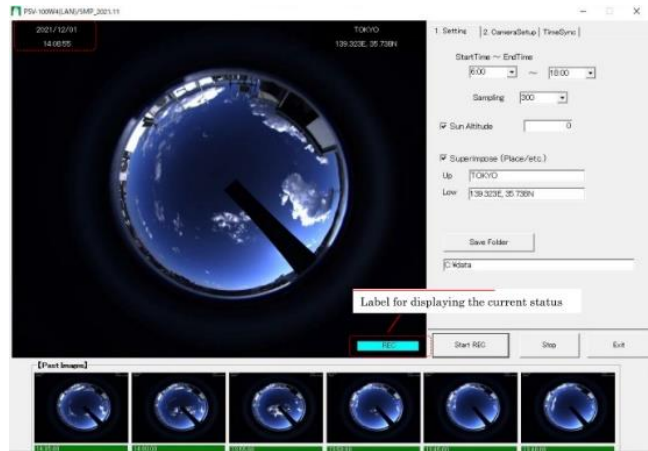 PSV-100W4(LAN)/SMP_2021.11
2021/12/01
14:08:55
TOKYO
139.323E, 35.738N
1. Setting
2. CameraSetup
TimeSync
StartTime ~ EndTime
6:00 ~ 18:00
Sampling 300
Sun Altitude 0
Superimpose (Place/etc.)
Up TOKYO
Low 139.323E, 35.738N
Save Folder
C:¥data
Label for displaying the current status
REC
Start REC
Stop
Exit
【Past Images】